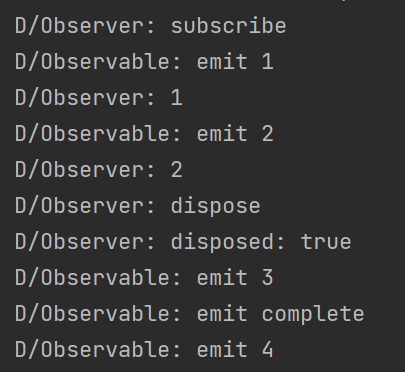 D/Observer: subscribe
D/Observable: emit 1
D/Observer: 1
D/Observable: emit 2
D/Observer: 2
D/Observer: dispose
D/Observer: disposed: true
D/Observable: emit 3
D/Observable: emit complete
D/Observable: emit 4